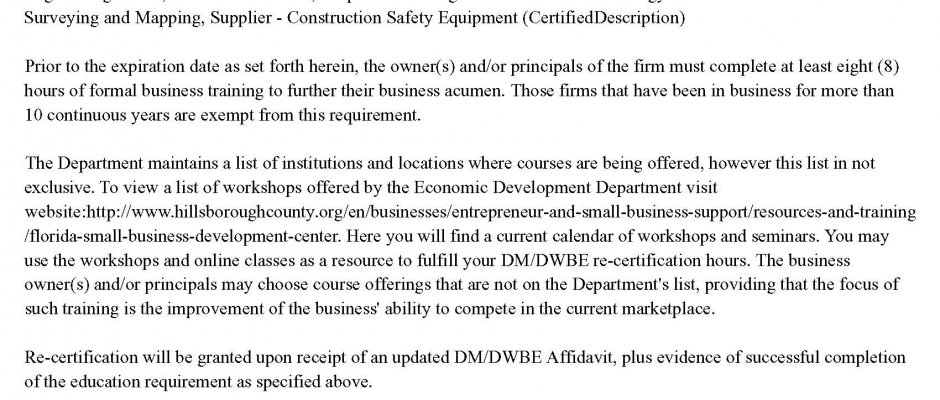 Surveying and Mapping, Supplier - Construction Safety Equipment (CertifiedDescription)
Prior to the expiration date as set forth herein, the owner(s) and/or principals of the firm must complete at least eight (8)
hours of formal business training to further their business acumen. Those firms that have been in business for more than
10 continuous years are exempt from this requirement.
The Department maintains a list of institutions and locations where courses are being offered, however this list in not
exclusive. To view a list of workshops offered by the Economic Development Department visit
website:http://www.hillsboroughcounty.org/en/businesses/entrepreneur-and-small-business-support/resources-and-training
/florida-small-business-development-center. Here you will find a current calendar of workshops and seminars. You may
use the workshops and online classes as a resource to fulfill your DM/DWBE re-certification hours. The business
owner(s) and/or principals may choose course offerings that are not on the Department's list, providing that the focus of
such training is the improvement of the business' ability to compete in the current marketplace.
Re-certification will be granted upon receipt of an updated DM/DWBE Affidavit, plus evidence of successful completion
of the education requirement as specified above.